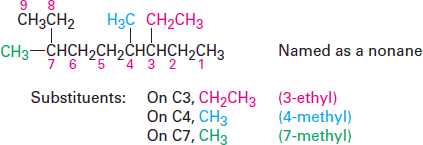 9 8
CH₃CH₂ H₃C CH₂CH₃
CH₃—CHCH₂CH₂CHCHCH₂CH₃ Named as a nonane
7 6 5 4 3 2 1
Substituents: On C3, CH₂CH₃ (3-ethyl)
On C4, CH₃ (4-methyl)
On C7, CH₃ (7-methyl)